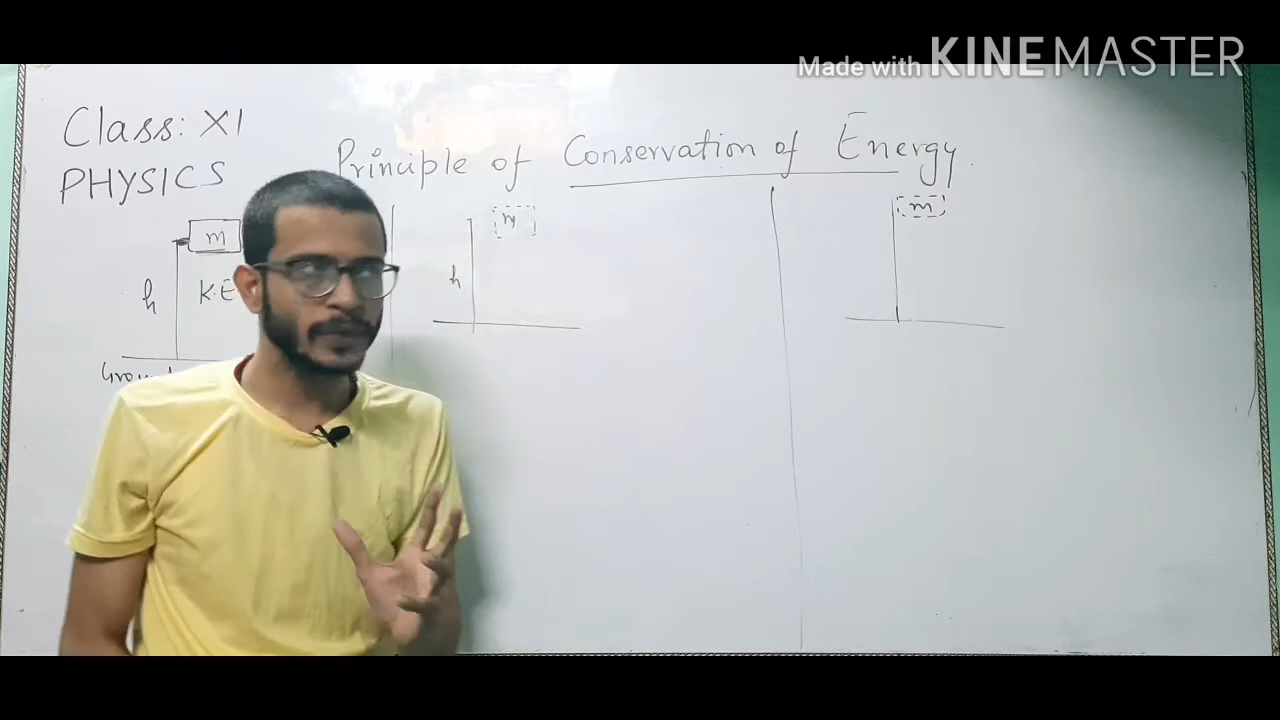 Made with KINEMASTER
Class: XI
PHYSICS
Principle of Conservation of Energy.
m
h
K.E
m
h
m